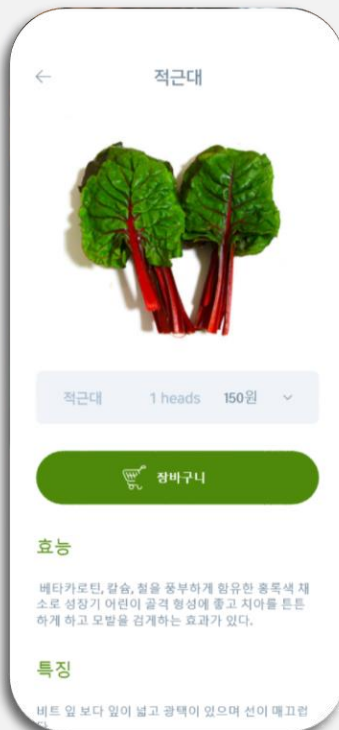 적근대
적근대 1 heads 150원
장바구니
효능
베타카로틴, 칼슘, 철을 풍부하게 함유한 홍록색 채
소로 성장기 어린이 골격 형성에 좋고 치아를 튼튼
하게 하고 모발을 검게하는 효과가 있다.
특징
비트 잎 보다 잎이 넓고 광택이 있으며 선이 매끄럽